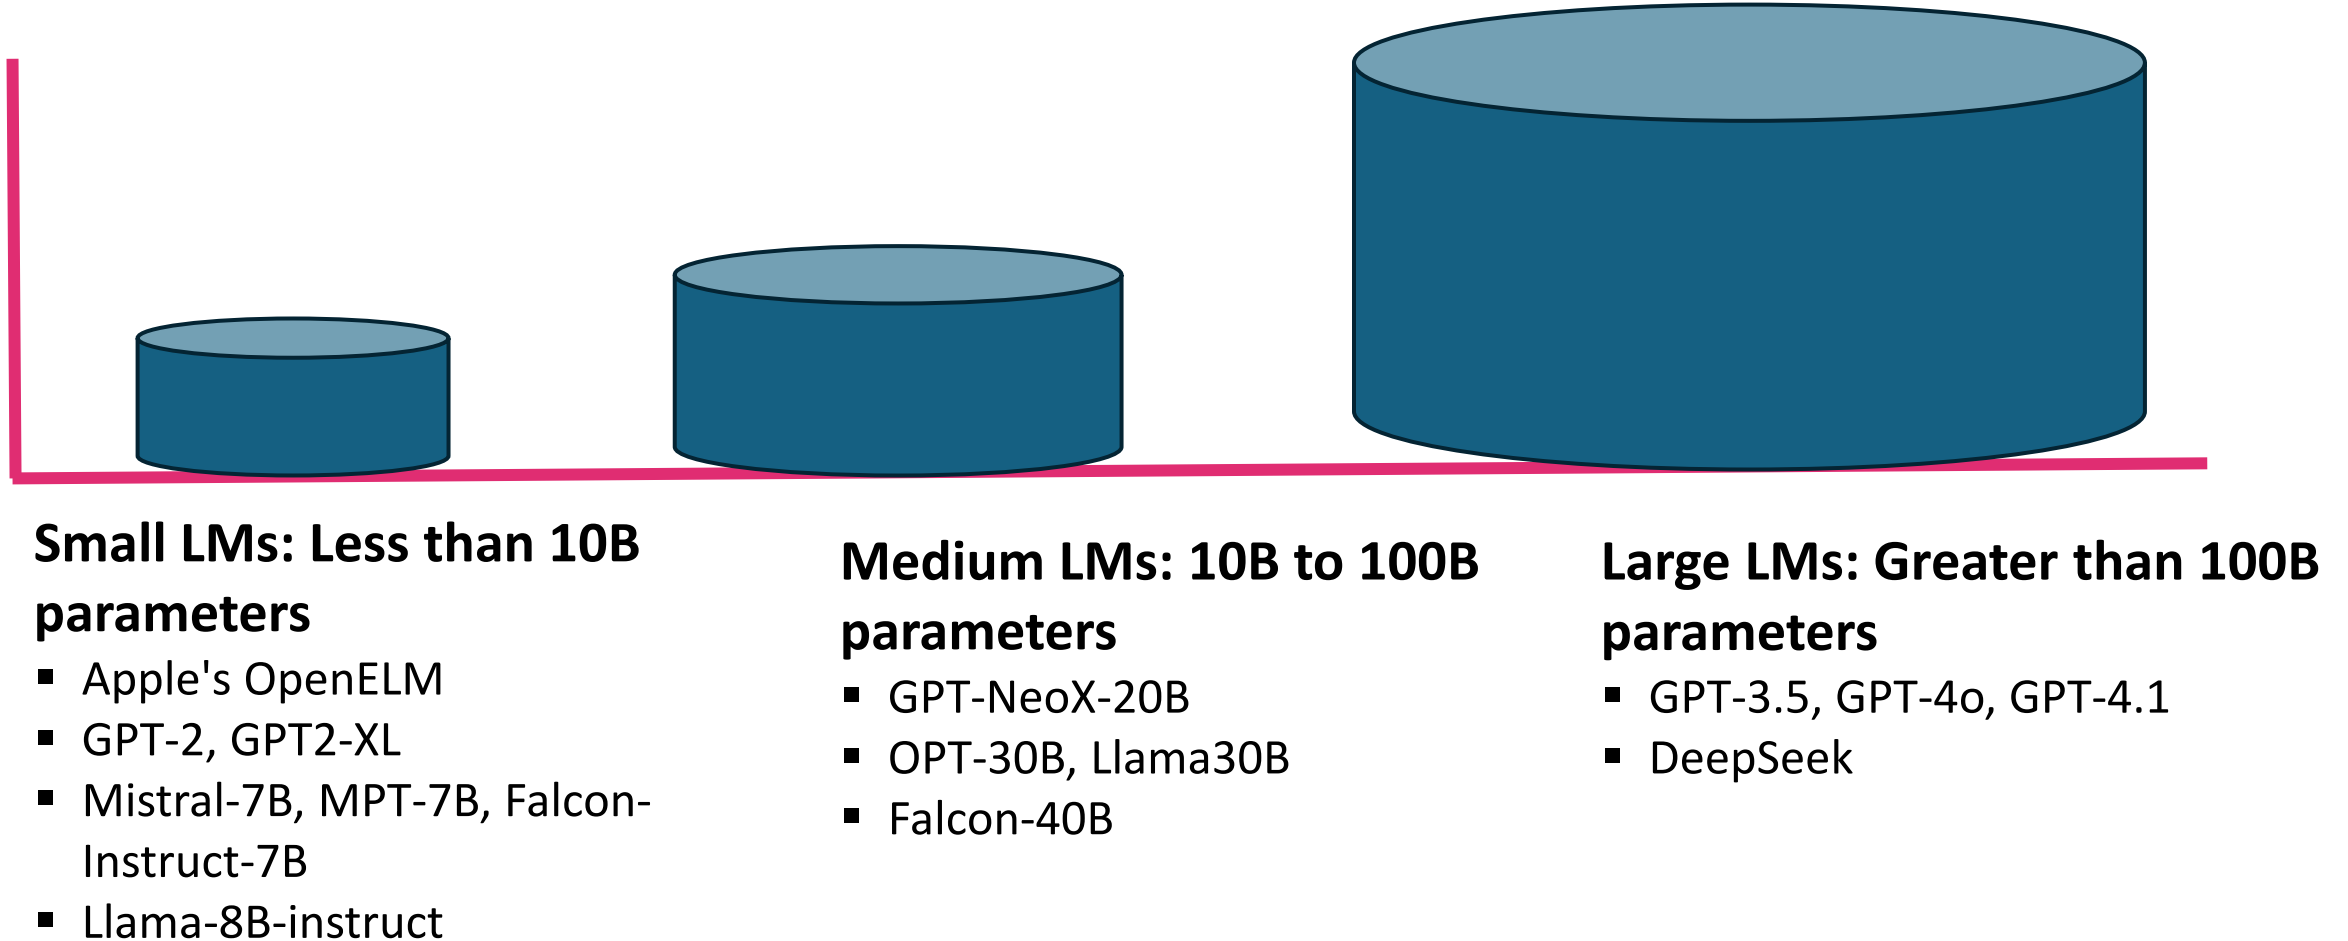 Small LMs: Less than 10B
parameters
▪ Apple's OpenELM
▪ GPT-2, GPT2-XL
▪ Mistral-7B, MPT-7B, Falcon-
Instruct-7B
▪ Llama-8B-instruct
Medium LMs: 10B to 100B
parameters
▪ GPT-NeoX-20B
▪ OPT-30B, Llama30B
▪ Falcon-40B
Large LMs: Greater than 100B
parameters
▪ GPT-3.5, GPT-4o, GPT-4.1
▪ DeepSeek